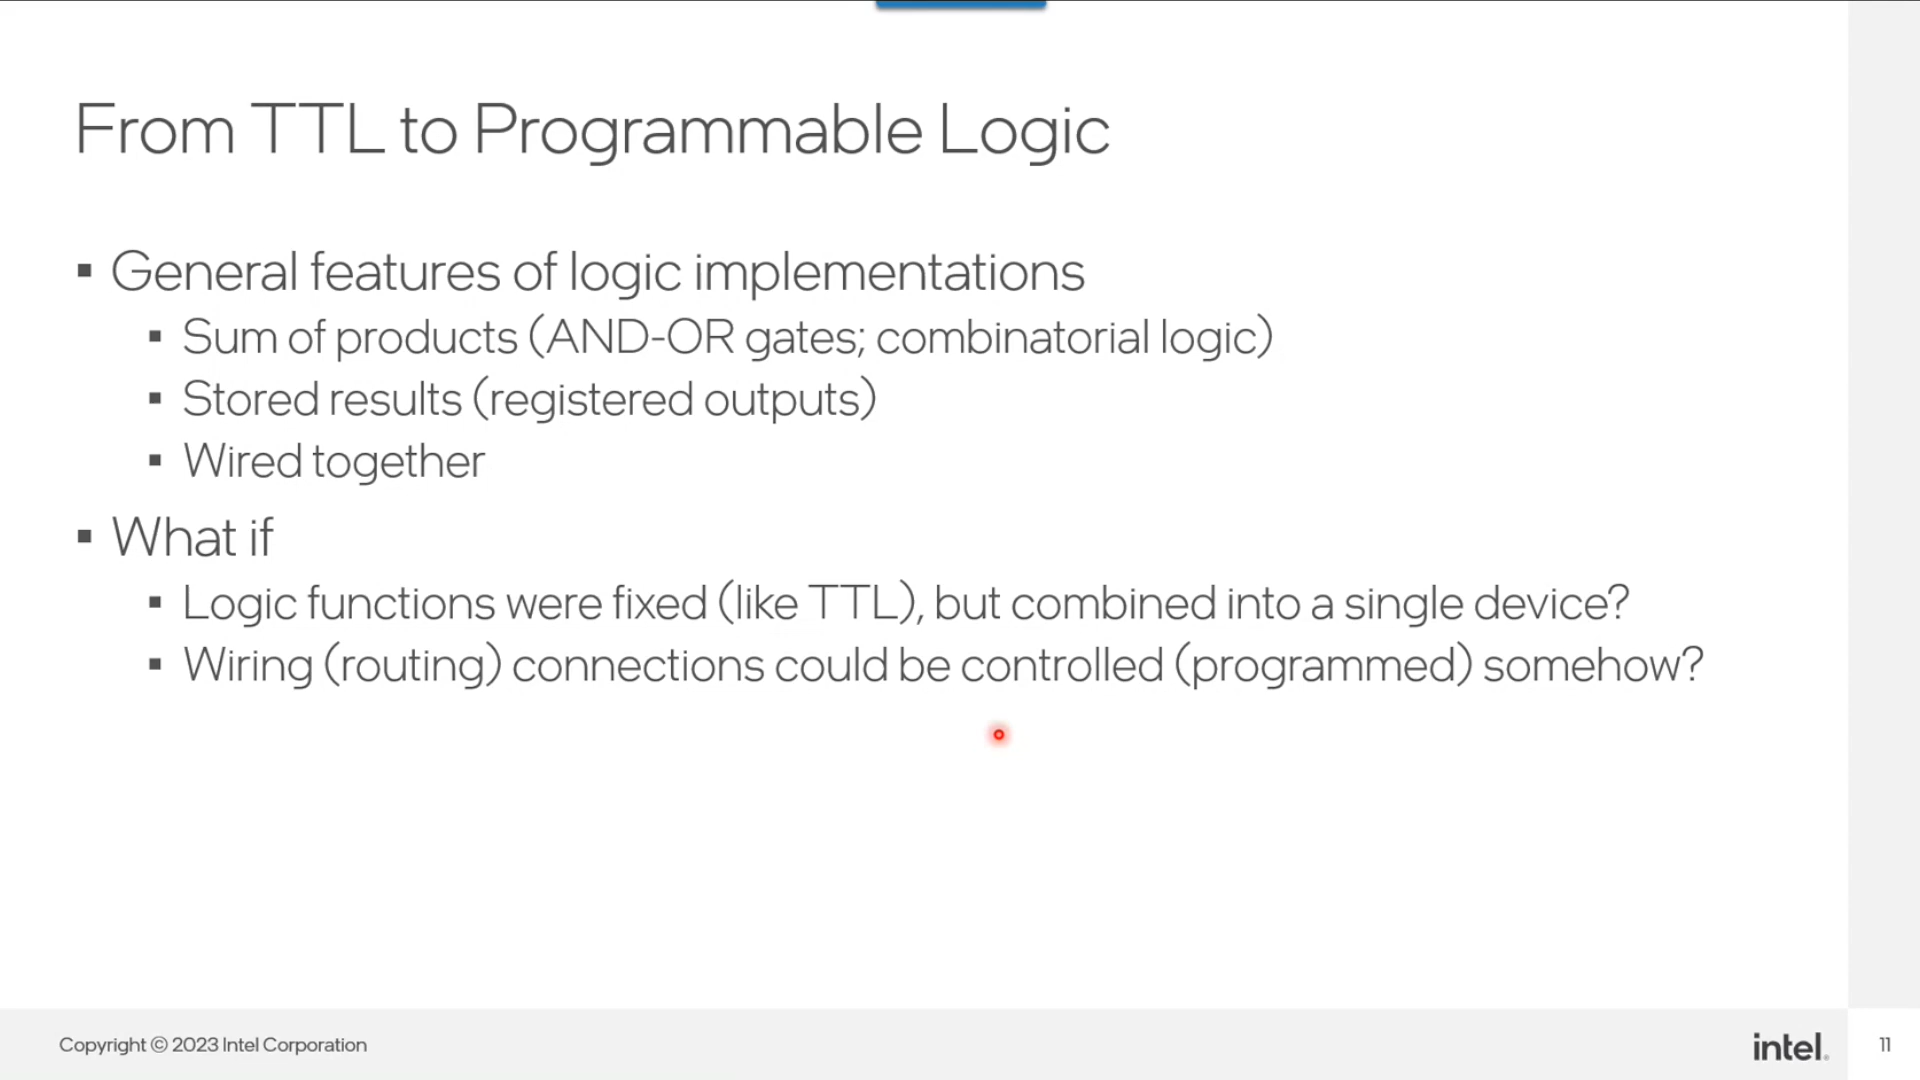 From TTL to Programmable Logic
▪ General features of logic implementations
▪ Sum of products (AND-OR gates; combinatorial logic)
▪ Stored results (registered outputs)
▪ Wired together
▪ What if
▪ Logic functions were fixed (like TTL), but combined into a single device?
▪ Wiring (routing) connections could be controlled (programmed) somehow?
Copyright © 2023 Intel Corporation
intel.
11